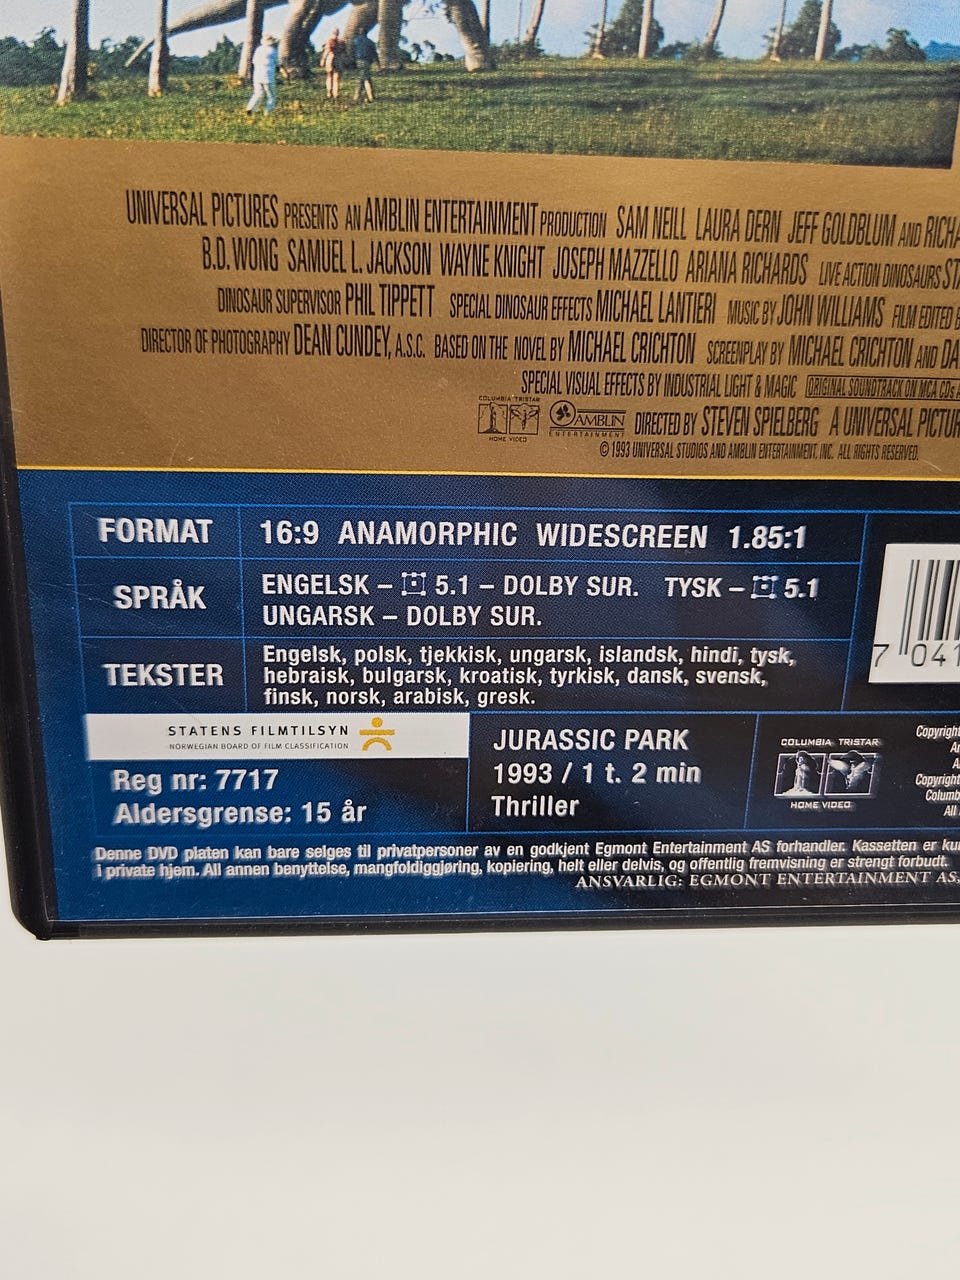 UNIVERSAL PICTURES PRESENTS AN AMBLIN ENTERTAINMENT PRODUCTION SAM NEILL LAURA DERN JEFF GOLDBLUM AND
B.D. WONG SAMUEL L. JACKSON WAYNE KNIGHT JOSEPH MAZZELLO ARIANA RICHARDS LIVE ACTION DINOSAURS
DINOSAUR SUPERVISOR PHIL TIPPETT SPECIAL DINOSAUR EFFECTS MICHAEL LANTIERI MUSIC BY JOHN WILLIAMS FILM EDITED
DIRECTOR OF PHOTOGRAPHY DEAN CUNDEY, A.S.C. BASED ON THE NOVEL BY MICHAEL CRICHTON SCREENPLAY BY MICHAEL CRICHTON AND
SPECIAL VISUAL EFFECTS BY INDUSTRIAL LIGHT & MAGIC ORIGINAL SOUNDTRACK ON MCA CDs
COLUMBIA TRISTAR
HOME VIDEO
AMBLIN
ENTERTAINMENT
DIRECTED BY STEVEN SPIELBERG A UNIVERSAL
© 1993 UNIVERSAL STUDIOS AND AMBLIN ENTERTAINMENT, INC. ALL RIGHTS RESERVED.
FORMAT 16:9 ANAMORPHIC WIDESCREEN 1.85:1
SPRÅK ENGELSK – 5.1 – DOLBY SUR. TYSK – 5.1
UNGARSK – DOLBY SUR.
TEKSTER Engelsk, polsk, tjekkisk, ungarsk, islandsk, hindi, tysk,
hebraisk, bulgarsk, kroatisk, tyrkisk, dansk, svensk,
finsk, norsk, arabisk, gresk.
7 041
STATENS FILMTILSYN
NORWEGIAN BOARD OF FILM CLASSIFICATION
Reg nr: 7717
Aldersgrense: 15 år
JURASSIC PARK
1993 / 1 t. 2 min
Thriller
COLUMBIA TRISTAR
HOME VIDEO
Copyright
Copyright
All
Denne DVD platen kan bare selges til privatpersoner av en godkjent Egmont Entertainment AS forhandler. Kassetten er
i private hjem. All annen benyttelse, mangfoldiggjøring, kopiering, helt eller delvis, og offentlig fremvisning er strengt forbudt.
ANSVARLIG: EGMONT ENTERTAINMENT AS,